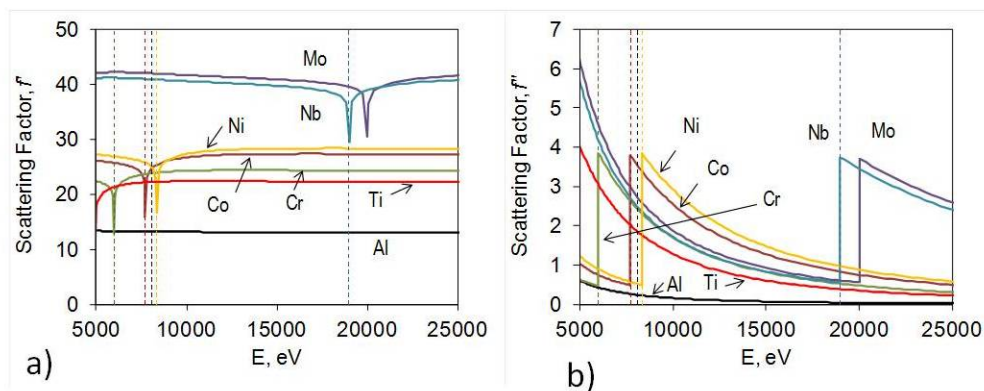 Scattering Factor, f'
50
40
30
20
10
0
5000 10000 15000 20000 25000
E, eV
Mo
Nb
Ni
Co
Cr
Ti
Al
a)
Scattering Factor, f"
7
6
5
4
3
2
1
0
5000 10000 15000 20000 25000
E, eV
Ni
Co
Cr
Nb
Mo
Al
Ti
b)